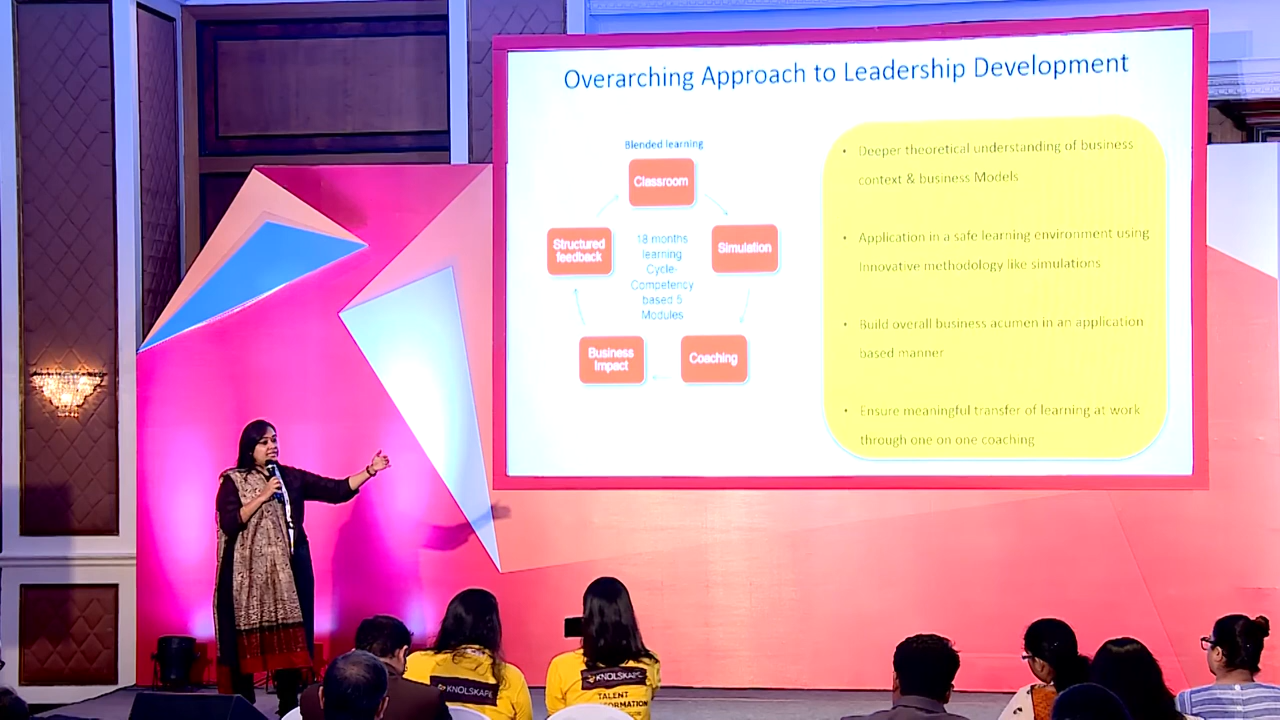 Overarching Approach to Leadership Development
Blended learning
Classroom
Simulation
Coaching
Business
Impact
Structured
feedback
18 months
learning
Cycle-
Competency
based 5
Modules
• Deeper theoretical understanding of business
context & business Models
• Application in a safe learning environment using
Innovative methodology like simulations
• Build overall business acumen in an application
based manner
• Ensure meaningful transfer of learning at work
through one on one coaching
KNOLSKAPE
KNOLSKAPE
TALENT